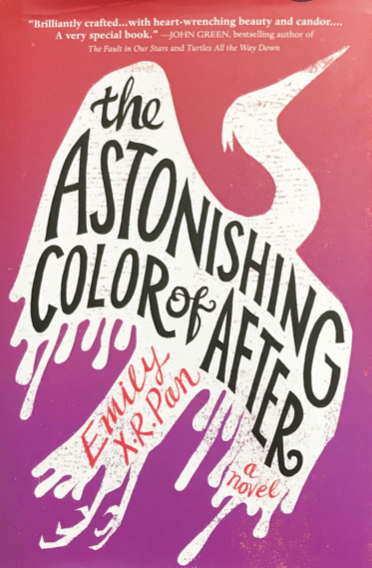 "Brilliantly crafted...with heart-wrenching beauty and candor....
A very special book." —JOHN GREEN, bestselling author of
The Fault in Our Stars and Turtles All the Way Down
the
ASTONISHING
COLOR of
AFTER
Emily
X.R. Pan
a
novel